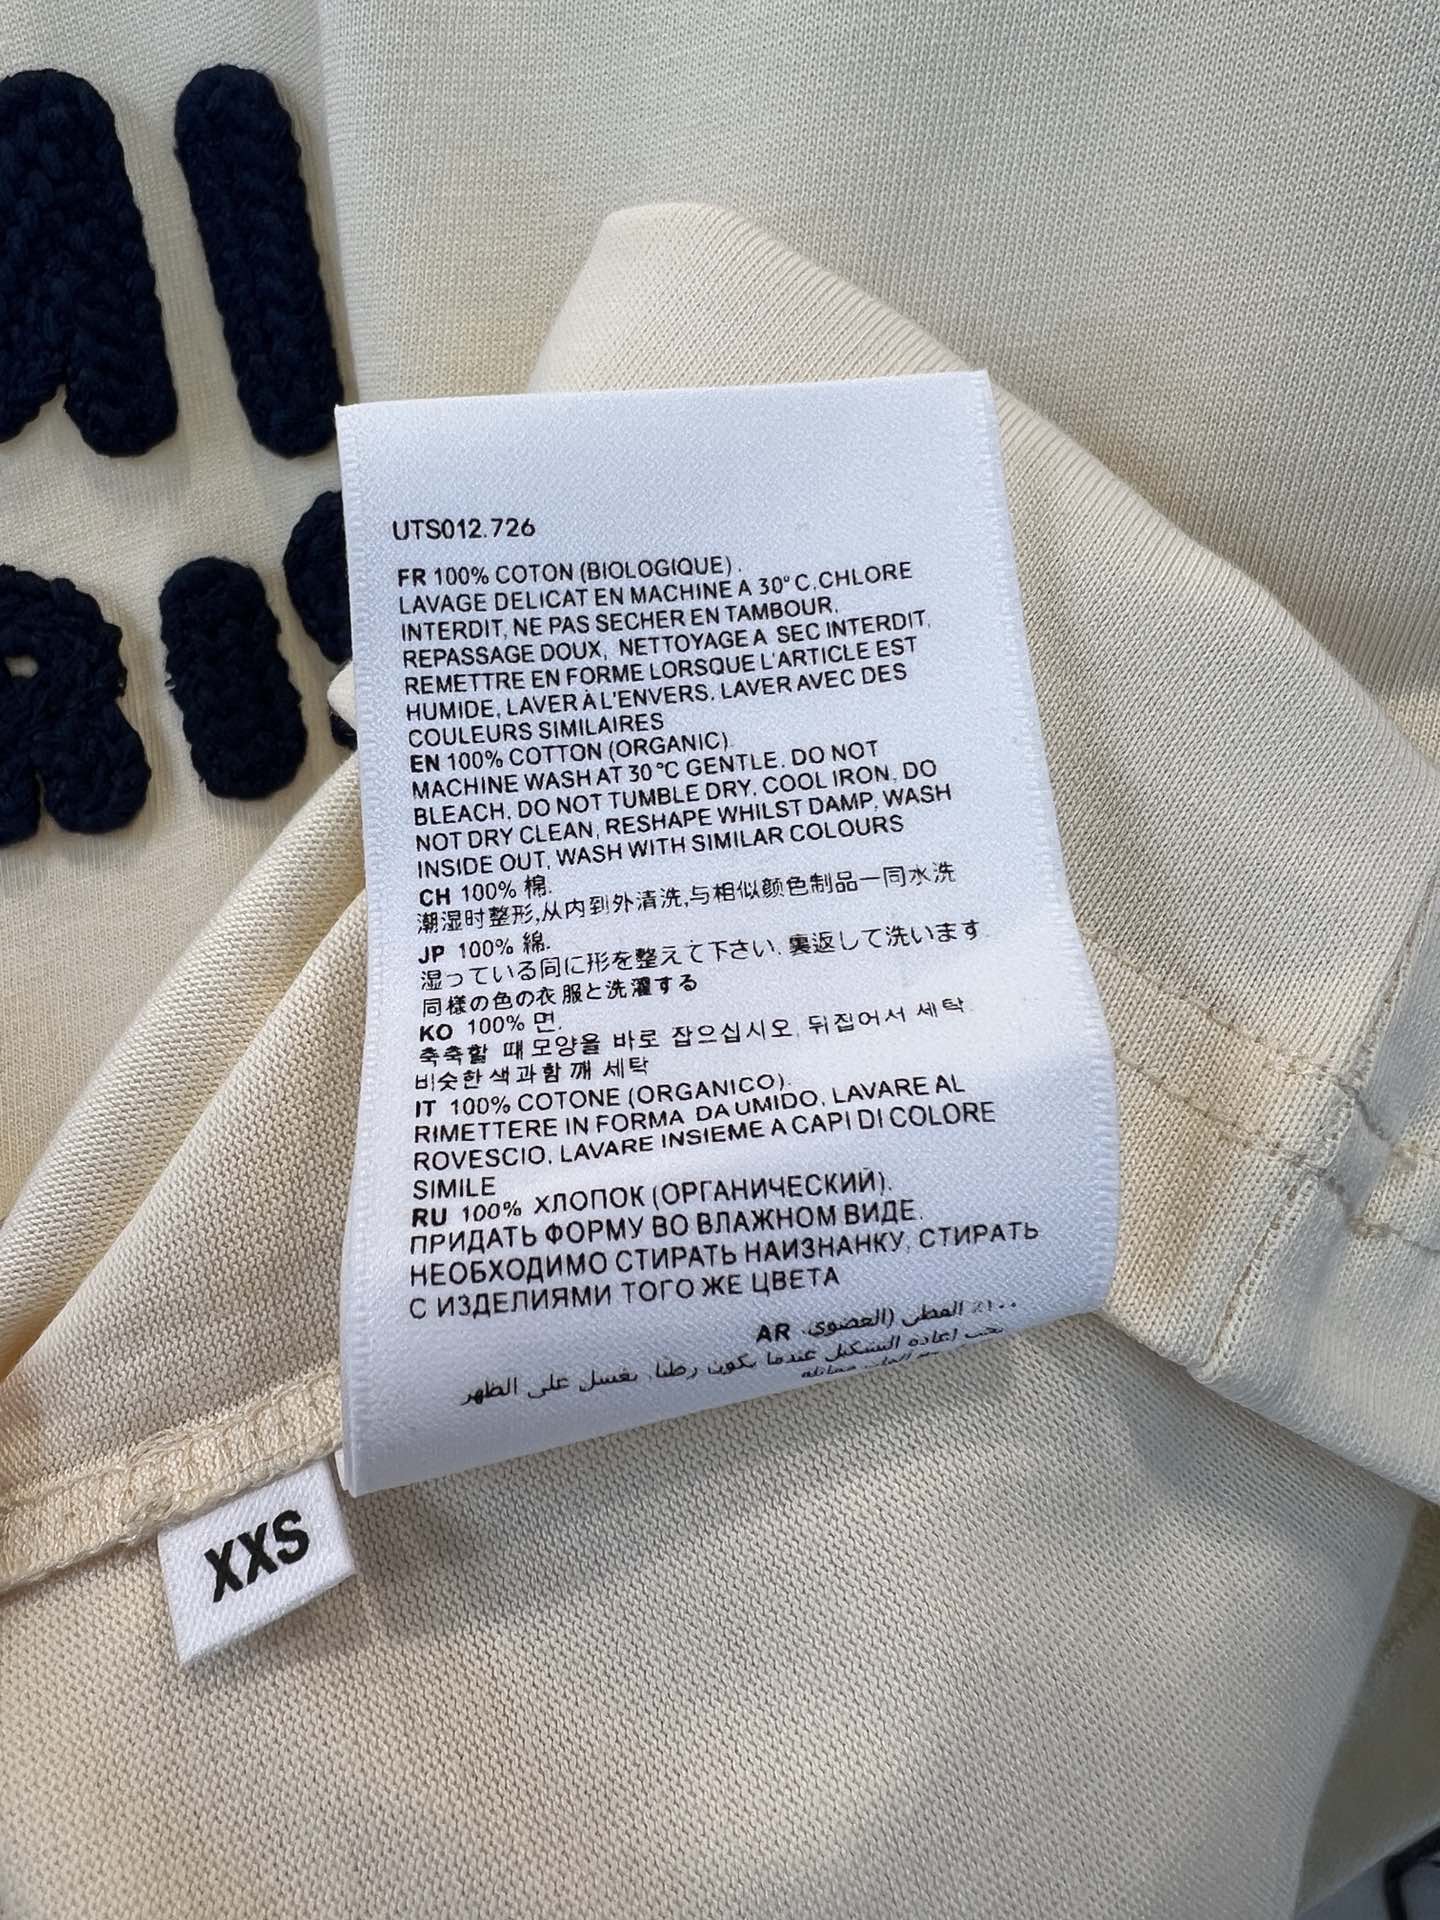 UTS012.726
FR 100% COTON (BIOLOGIQUE).
LAVAGE DELICAT EN MACHINE A 30°C.CHLORE
INTERDIT, NE PAS SECHER EN TAMBOUR,
REPASSAGE DOUX, NETTOYAGE A SEC INTERDIT,
REMETTRE EN FORME LORSQUE L'ARTICLE EST
HUMIDE, LAVER À L'ENVERS. LAVER AVEC DES
COULEURS SIMILAIRES
EN 100% COTTON (ORGANIC).
MACHINE WASH AT 30°C GENTLE. DO NOT
BLEACH. DO NOT TUMBLE DRY. COOL IRON. DO
NOT DRY CLEAN, RESHAPE WHILST DAMP, WASH
INSIDE OUT, WASH WITH SIMILAR COLOURS
CH 100% 棉.
潮湿时整形,从内到外清洗,与相似颜色制品一同水洗
JP 100% 綿.
湿っている同に形を整えて下さい. 裏返して洗います
同様の色の衣服と洗濯する
KO 100% 면.
축축할 때 모양을 바로 잡으십시오, 뒤집어서 세탁.
비슷한 색과 함께 세탁
IT 100% COTONE (ORGANICO).
RIMETTERE IN FORMA DA UMIDO, LAVARE AL
ROVESCIO, LAVARE INSIEME A CAPI DI COLORE
SIMILE
RU 100% ХЛОПОК (ОРГАНИЧЕСКИЙ).
ПРИДАТЬ ФОРМУ ВО ВЛАЖНОМ ВИДЕ.
НЕОБХОДИМО СТИРАТЬ НАИЗНАНКУ, СТИРАТЬ
С ИЗДЕЛИЯМИ ТОГО ЖЕ ЦВЕТА
AR
عندما يكون رطبا, يغسل على الظهر
XXS